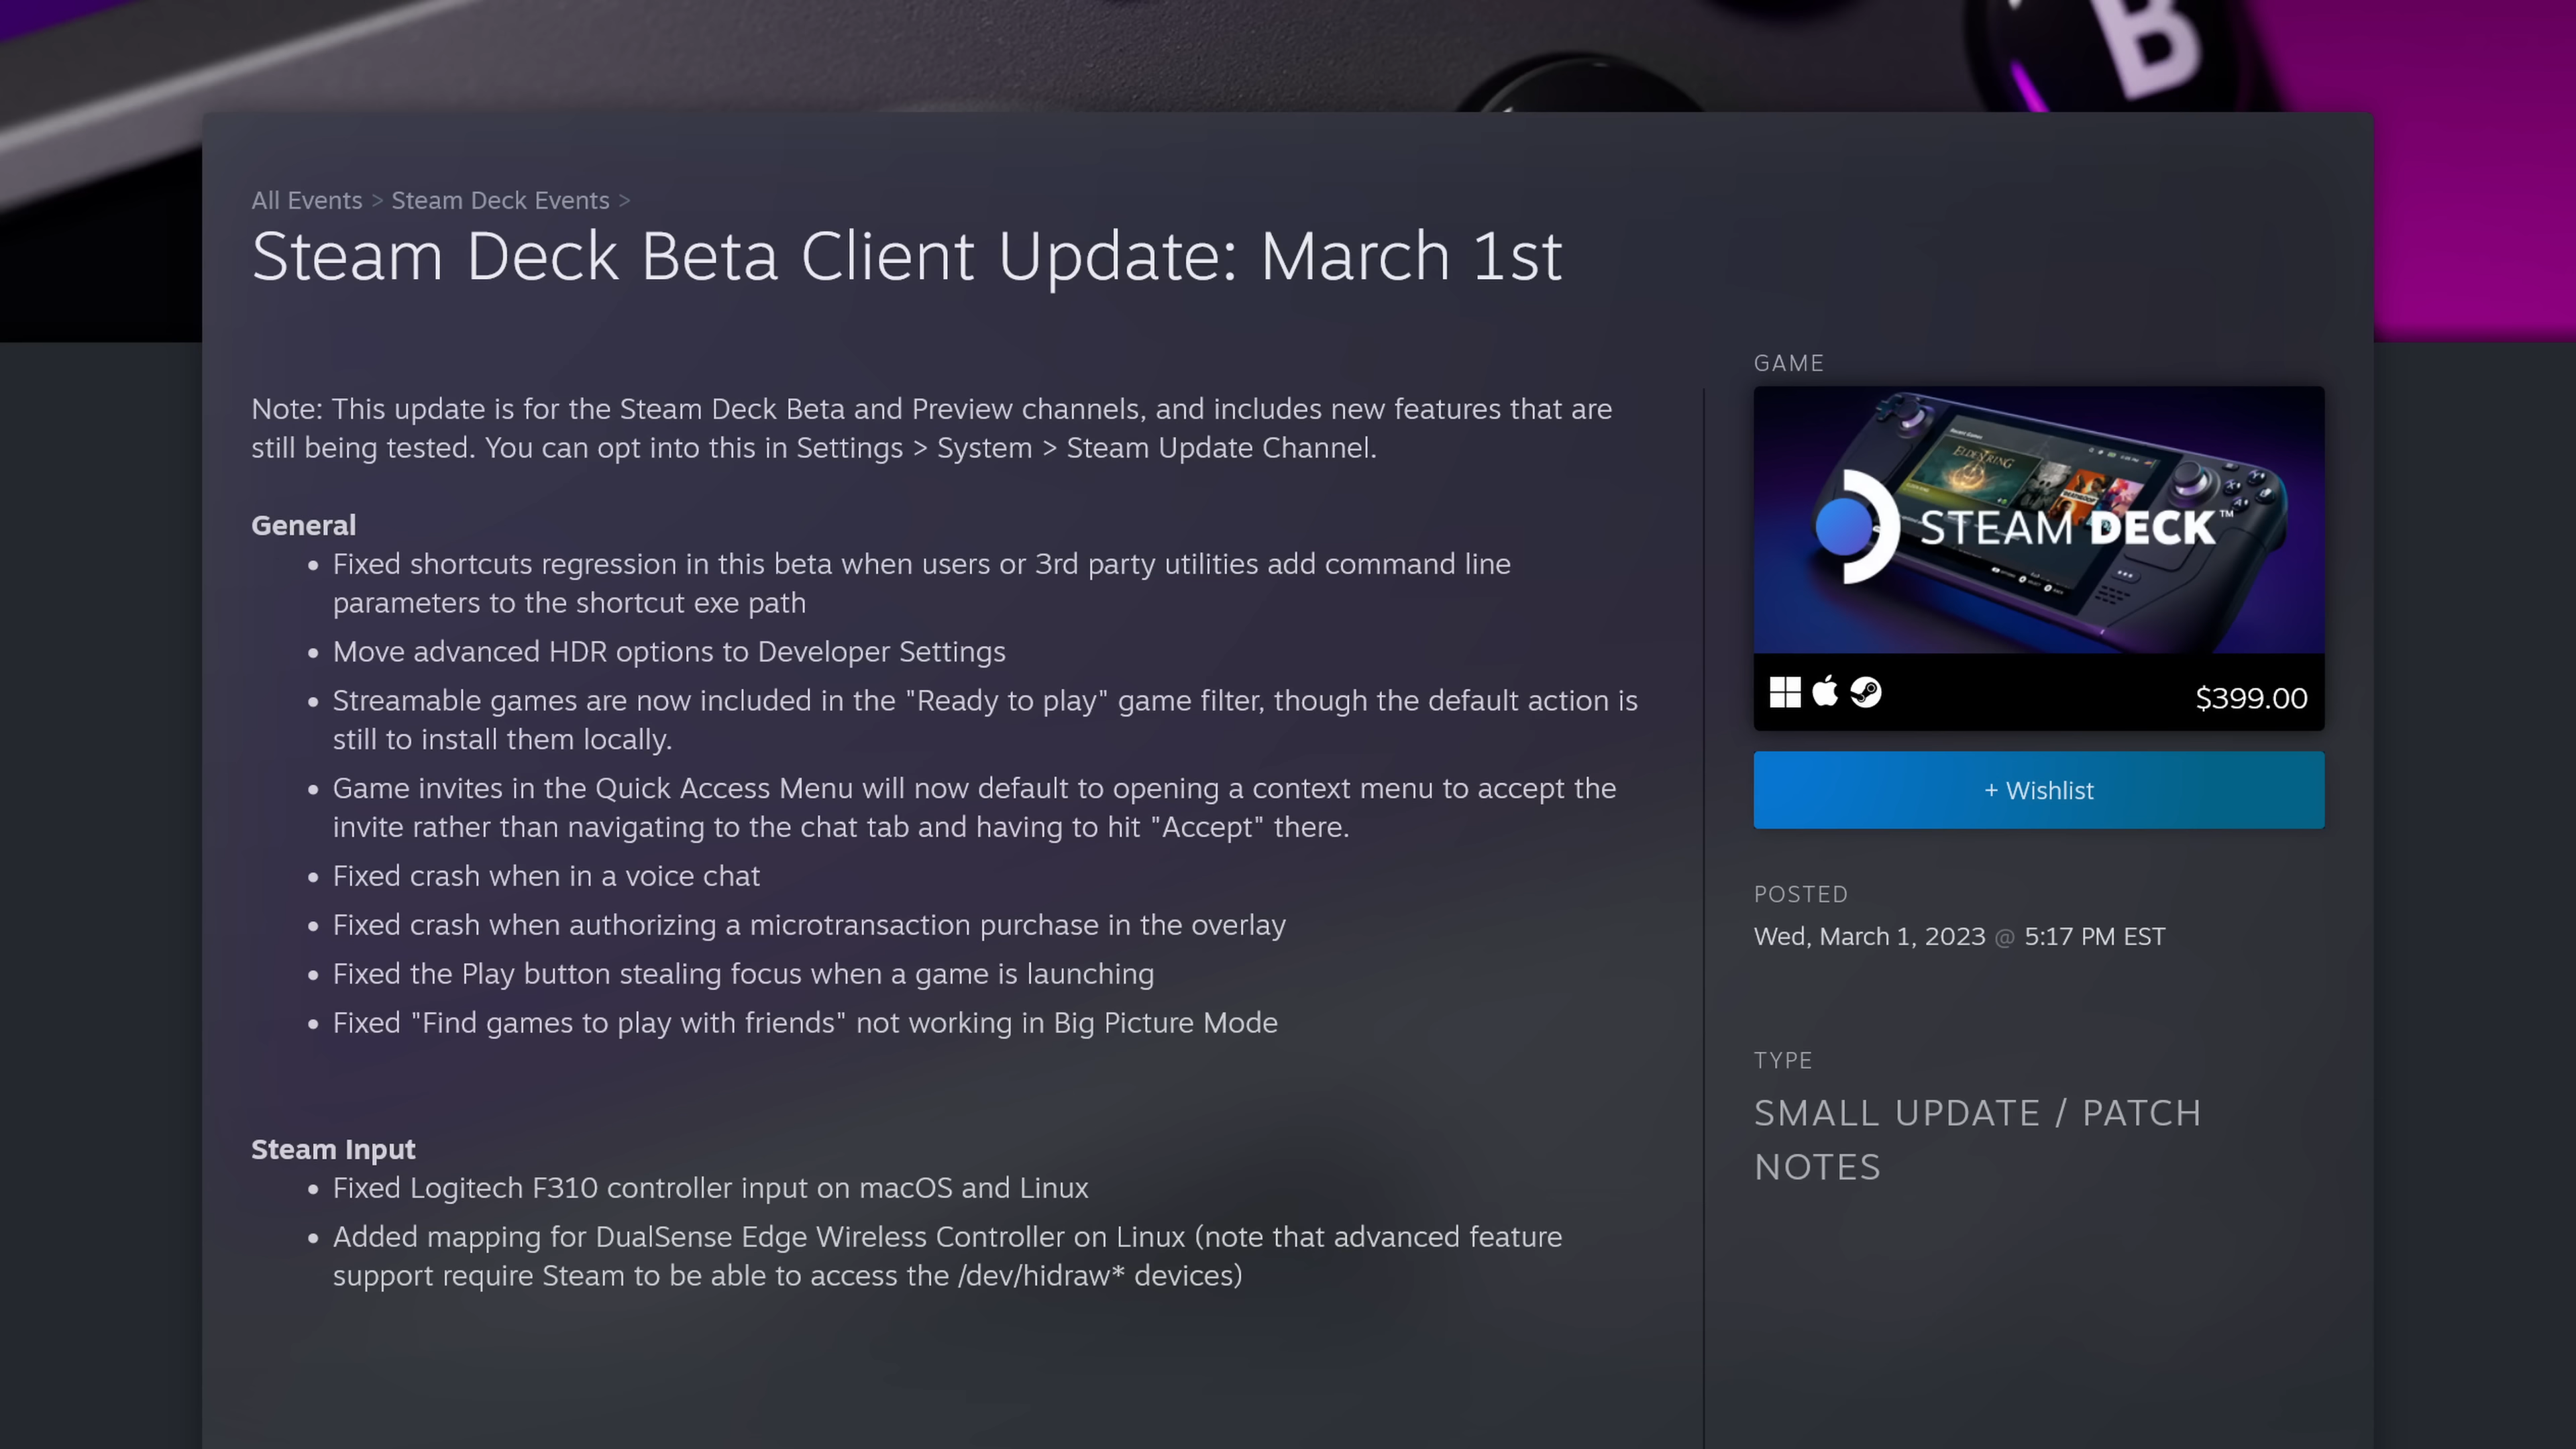 B
All Events > Steam Deck Events >
Steam Deck Beta Client Update: March 1st
Note: This update is for the Steam Deck Beta and Preview channels, and includes new features that are
still being tested. You can opt into this in Settings > System > Steam Update Channel.
General
• Fixed shortcuts regression in this beta when users or 3rd party utilities add command line
parameters to the shortcut exe path
• Move advanced HDR options to Developer Settings
• Streamable games are now included in the "Ready to play" game filter, though the default action is
still to install them locally.
• Game invites in the Quick Access Menu will now default to opening a context menu to accept the
invite rather than navigating to the chat tab and having to hit "Accept" there.
• Fixed crash when in a voice chat
• Fixed crash when authorizing a microtransaction purchase in the overlay
• Fixed the Play button stealing focus when a game is launching
• Fixed "Find games to play with friends" not working in Big Picture Mode
Steam Input
• Fixed Logitech F310 controller input on macOS and Linux
• Added mapping for DualSense Edge Wireless Controller on Linux (note that advanced feature
support require Steam to be able to access the /dev/hidraw* devices)
GAME
Recent Games
ELDEN RING
STEAM DECK™
$399.00
+ Wishlist
POSTED
Wed, March 1, 2023 @ 5:17 PM EST
TYPE
SMALL UPDATE / PATCH
NOTES